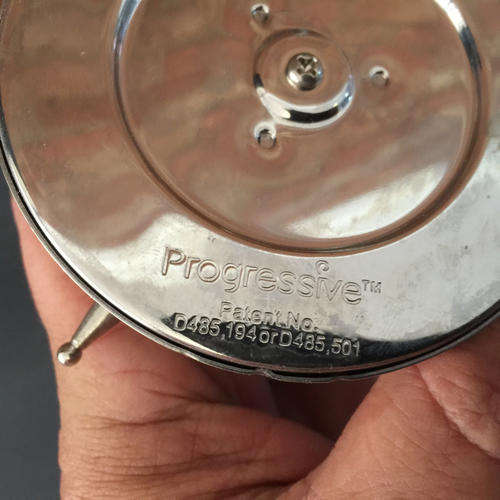 Progressive™
Patent No:
D485,194 or D485,501